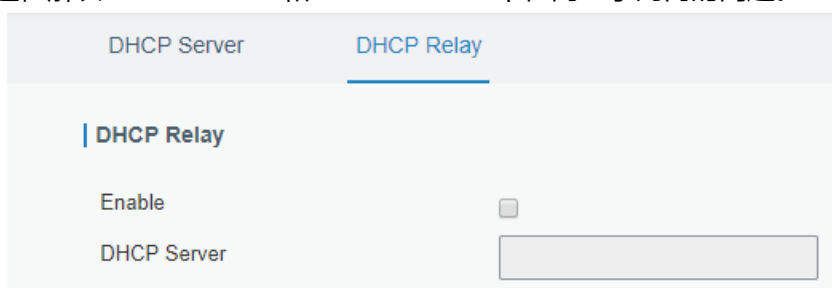 DHCP Server DHCP Relay
DHCP Relay
Enable
DHCP Server